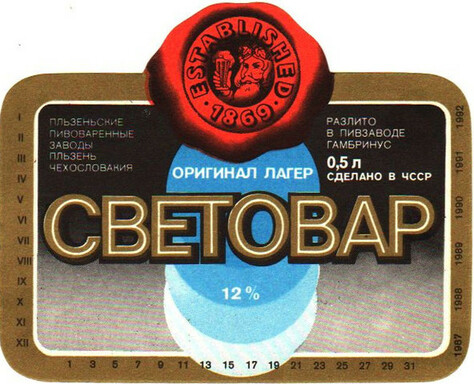 ESTABLISHED
· 1869 ·
ПЛЬЗЕНЬСКИЕ
ПИВОВАРЕННЫЕ
ЗАВОДЫ
ПЛЬЗЕНЬ
ЧЕХОСЛОВАКИЯ
РАЗЛИТО
В ПИВЗАВОДЕ
ГАМБРИНУС
0,5 л
СДЕЛАНО В ЧССР
ОРИГИНАЛ ЛАГЕР
СВЕТОВАР
12 %
I
II
III
IV
V
VI
VII
VIII
IX
X
XI
XII
1 3 5 7 9 11 13 15 17 19 21 23 25 27 29 31
1987 1988 1989 1990 1991 1992